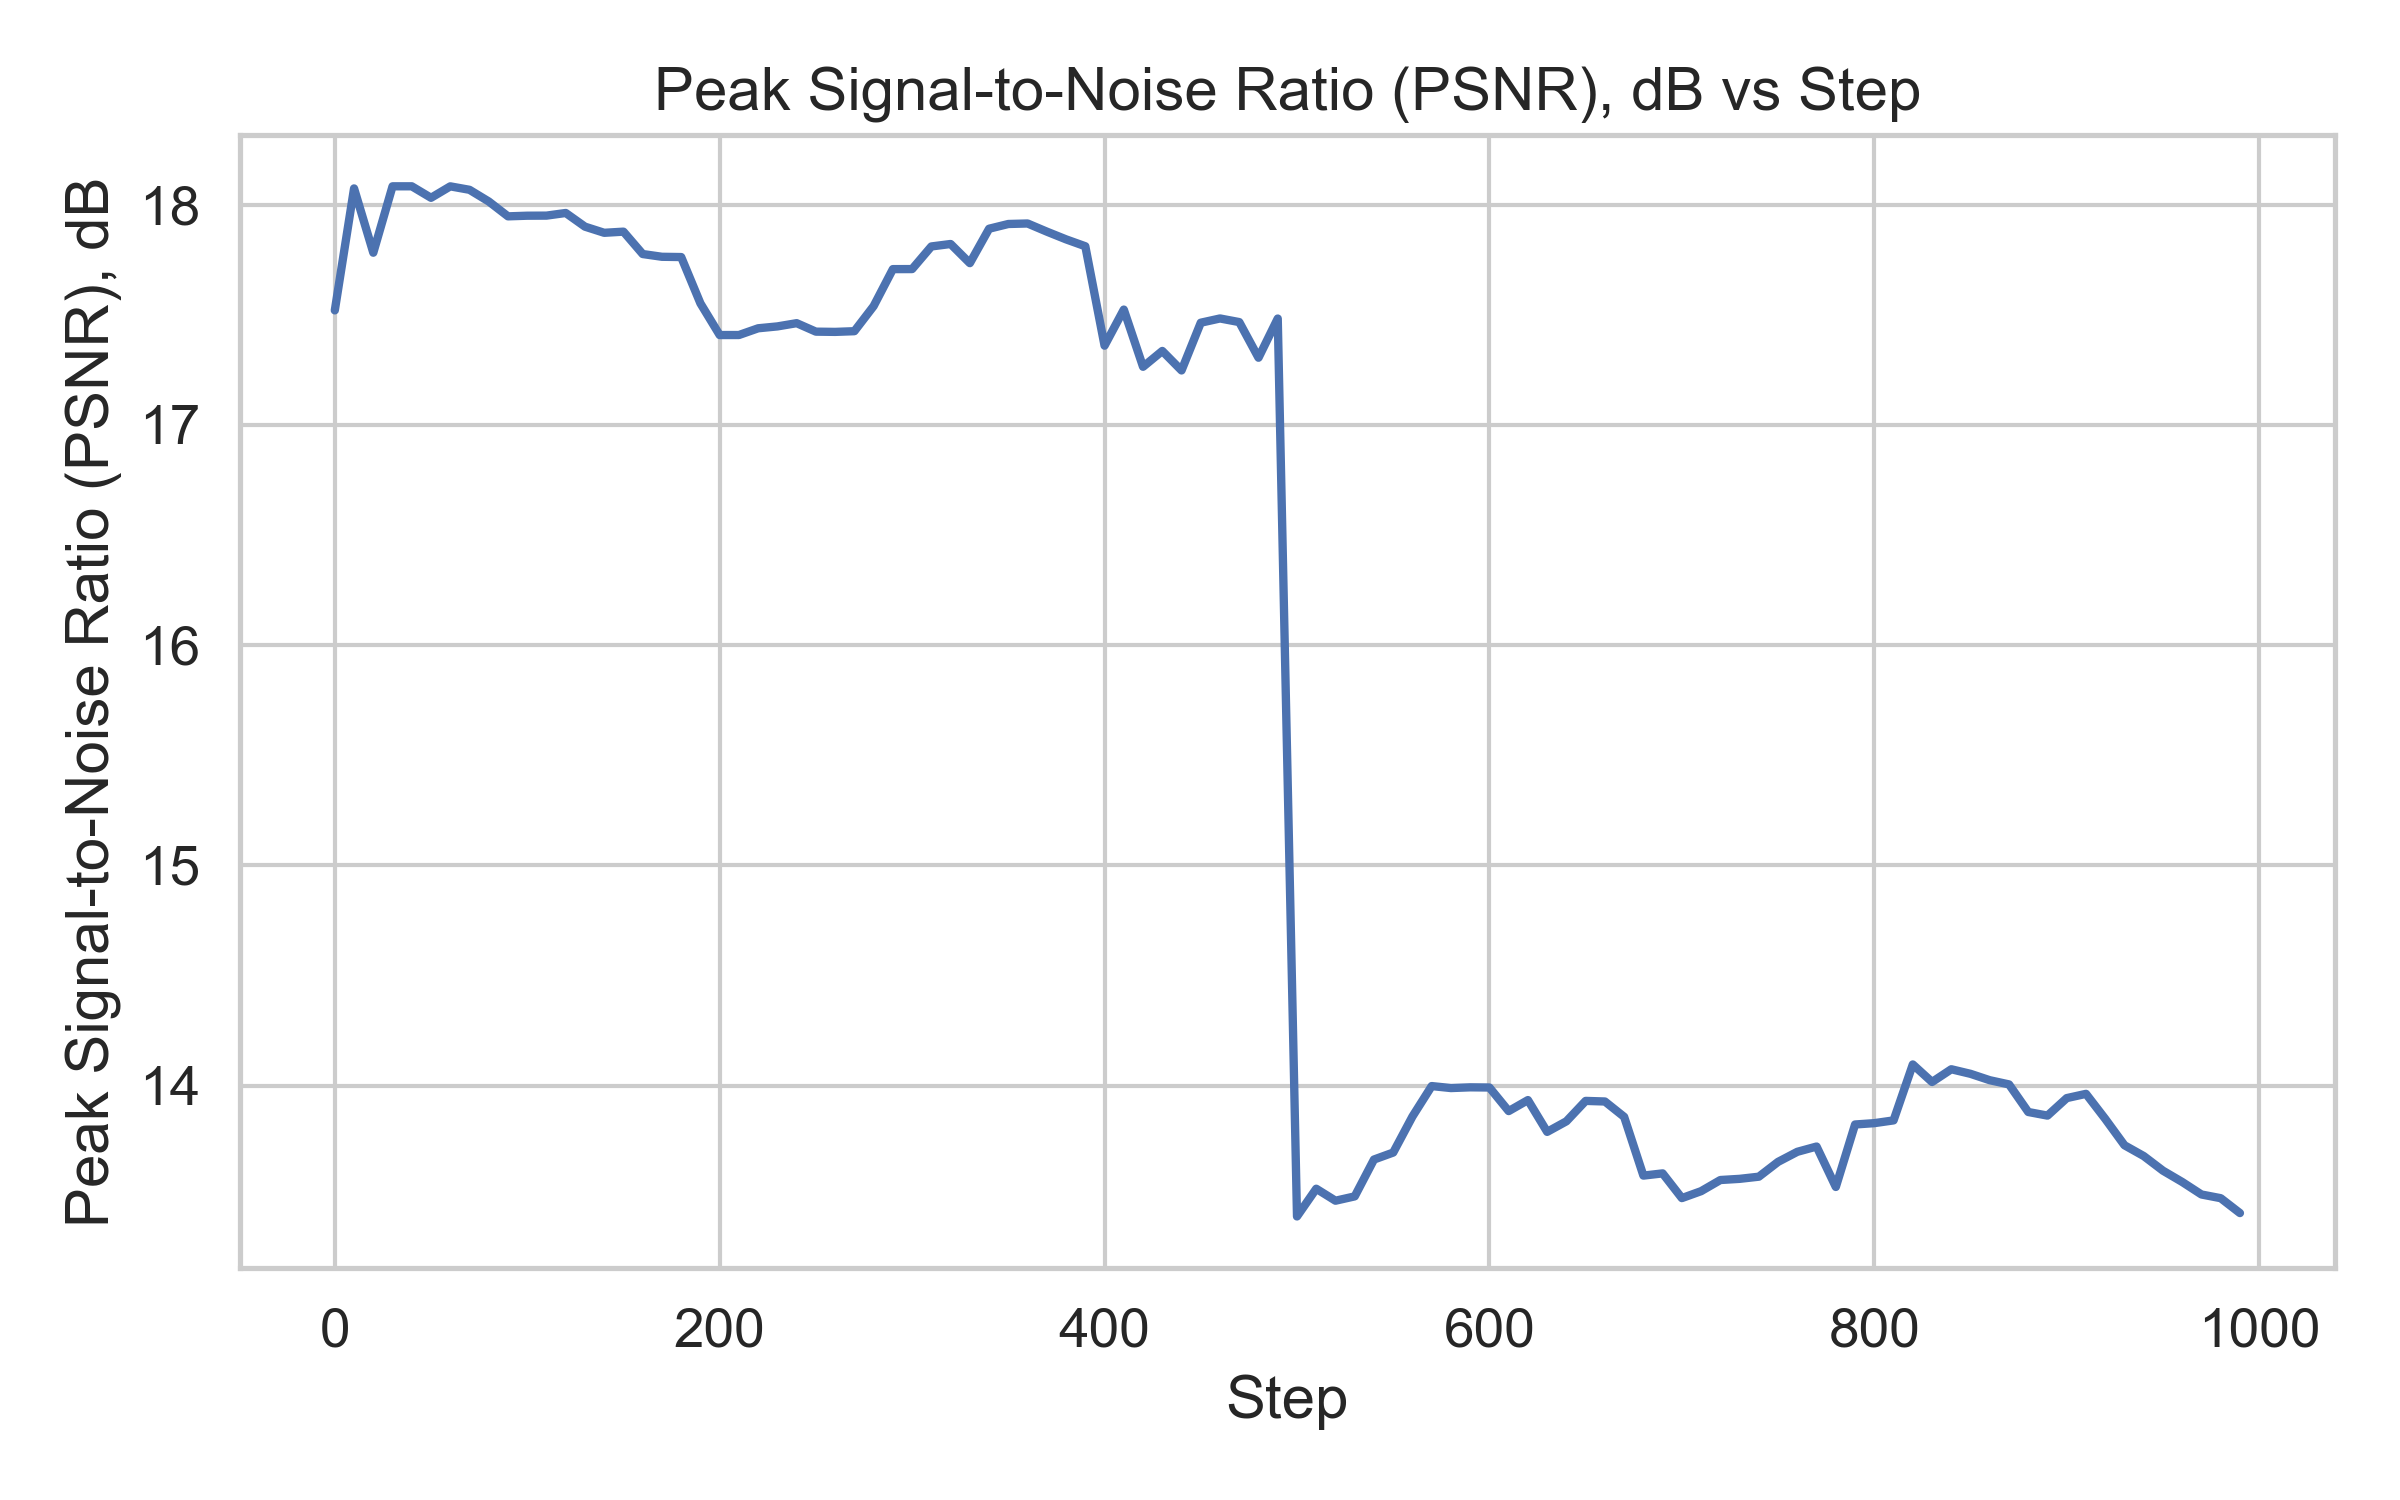 Peak Signal-to-Noise Ratio (PSNR), dB vs Step
Peak Signal-to-Noise Ratio (PSNR), dB
18
17
16
15
14
0 200 400 600 800 1000
Step